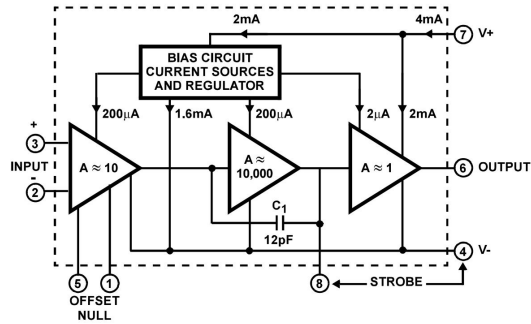 2mA
4mA
7
V+
BIAS CIRCUIT
CURRENT SOURCES
AND REGULATOR
200μA
1.6mA
200μA
2μA
2mA
+
3
INPUT
-
2
A ≈ 10
A ≈
10,000
A ≈ 1
6
OUTPUT
C1
12pF
4
V-
5
1
8
STROBE
OFFSET
NULL